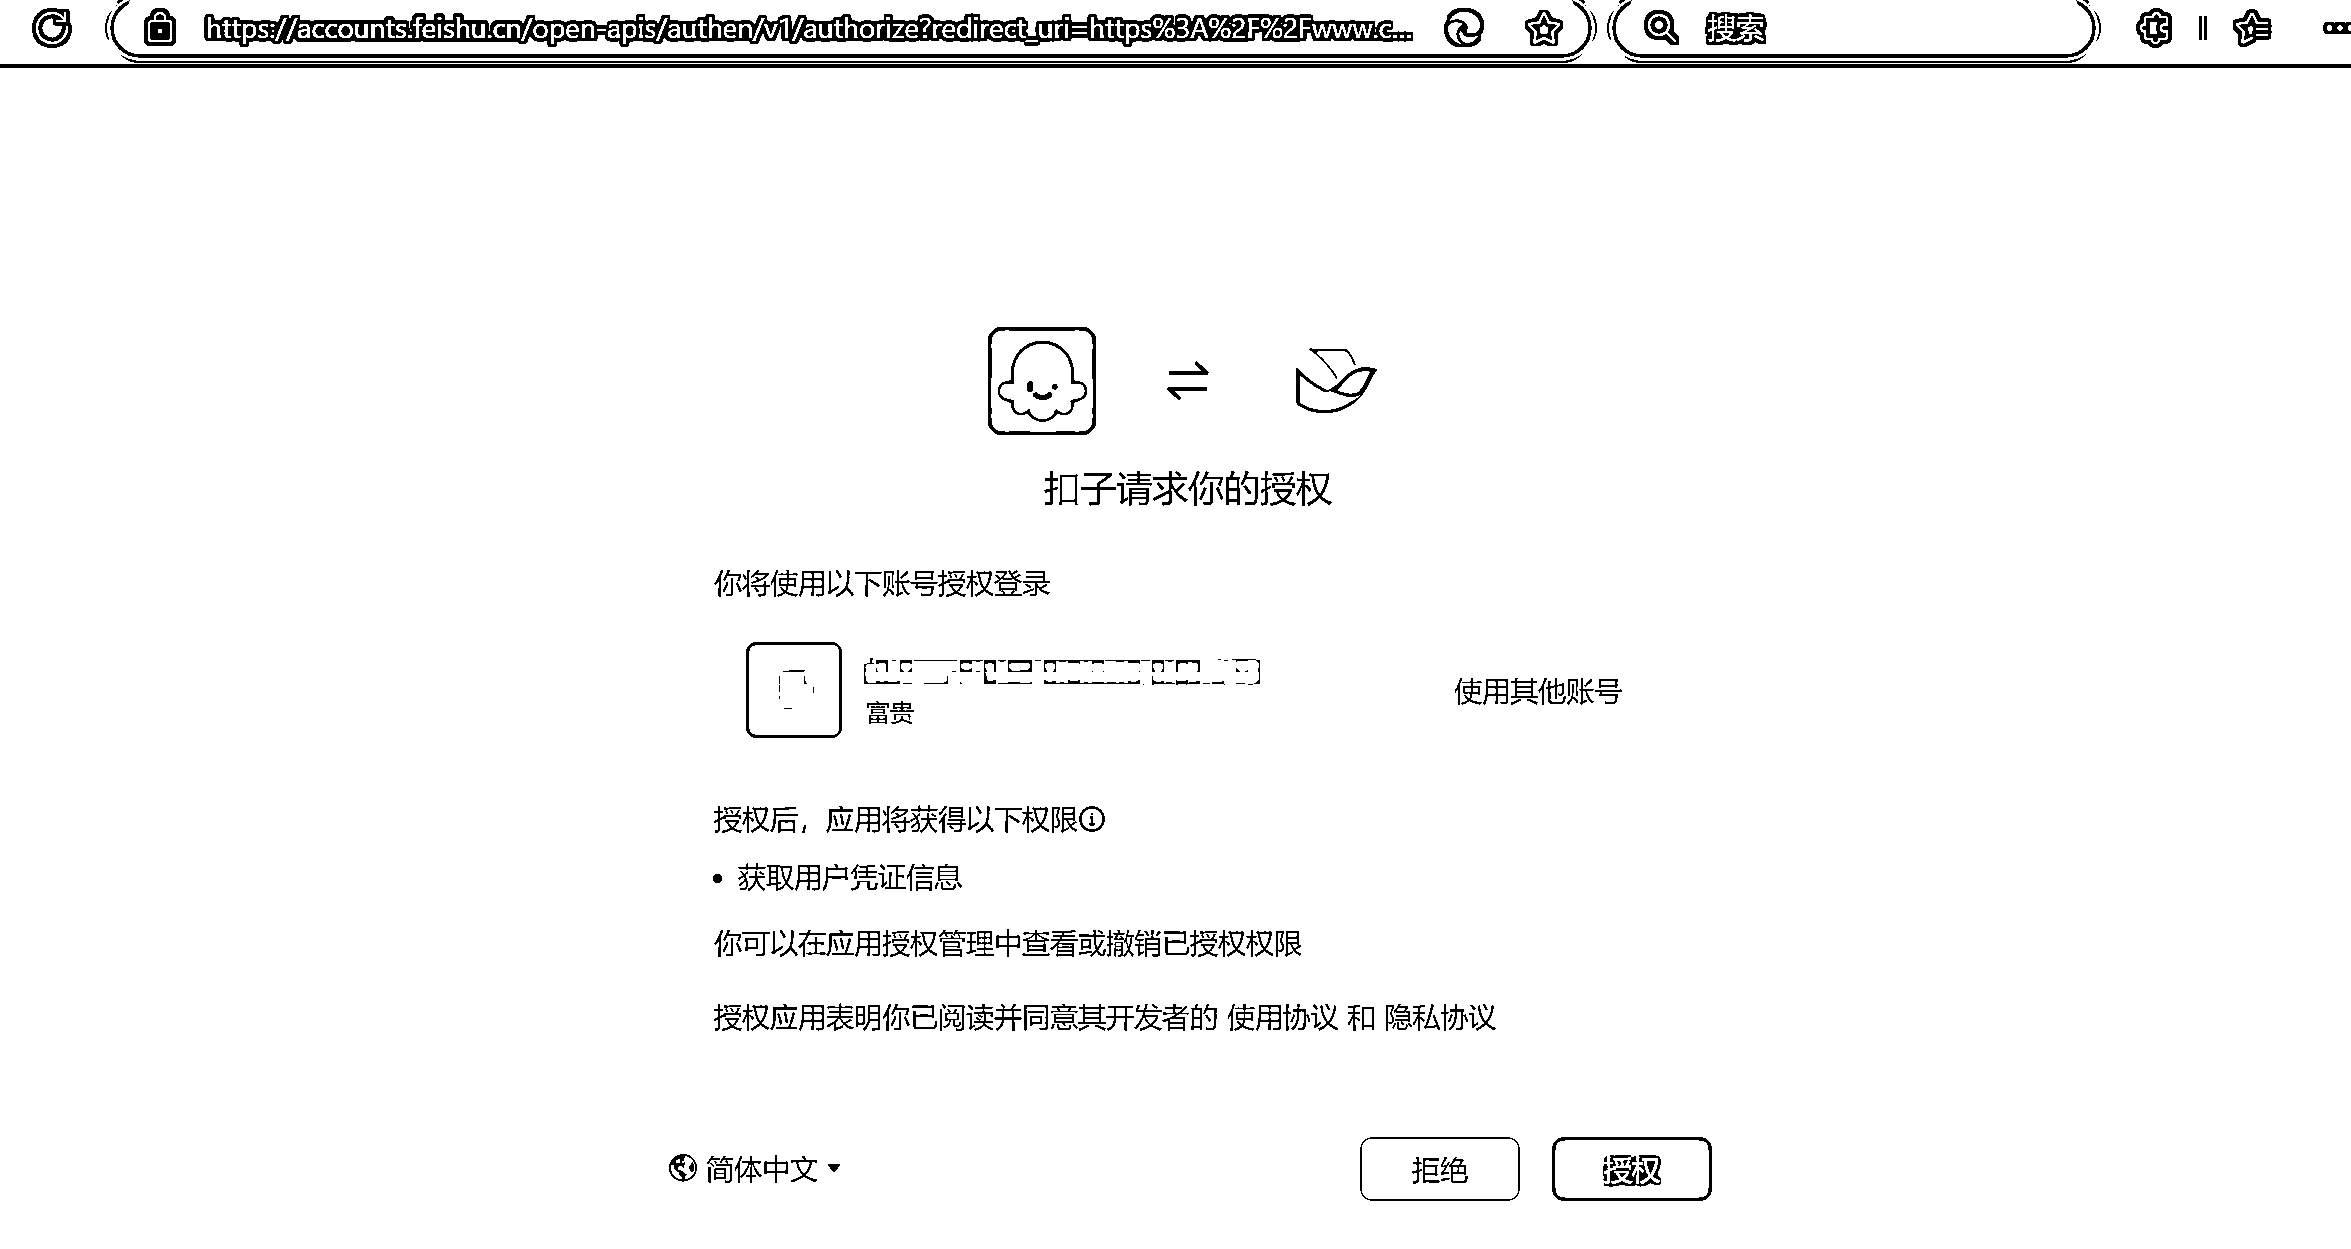 https://accounts.feishu.cn/open-apis/authen/v1/authorize?redirect_uri=https%3A%2F%2Fwww.c...
搜索
扣子请求你的授权
你将使用以下账号授权登录
富贵
使用其他账号
授权后，应用将获得以下权限
• 获取用户凭证信息
你可以在应用授权管理中查看或撤销已授权权限
授权应用表明你已阅读并同意其开发者的 使用协议 和 隐私协议
简体中文
拒绝
授权